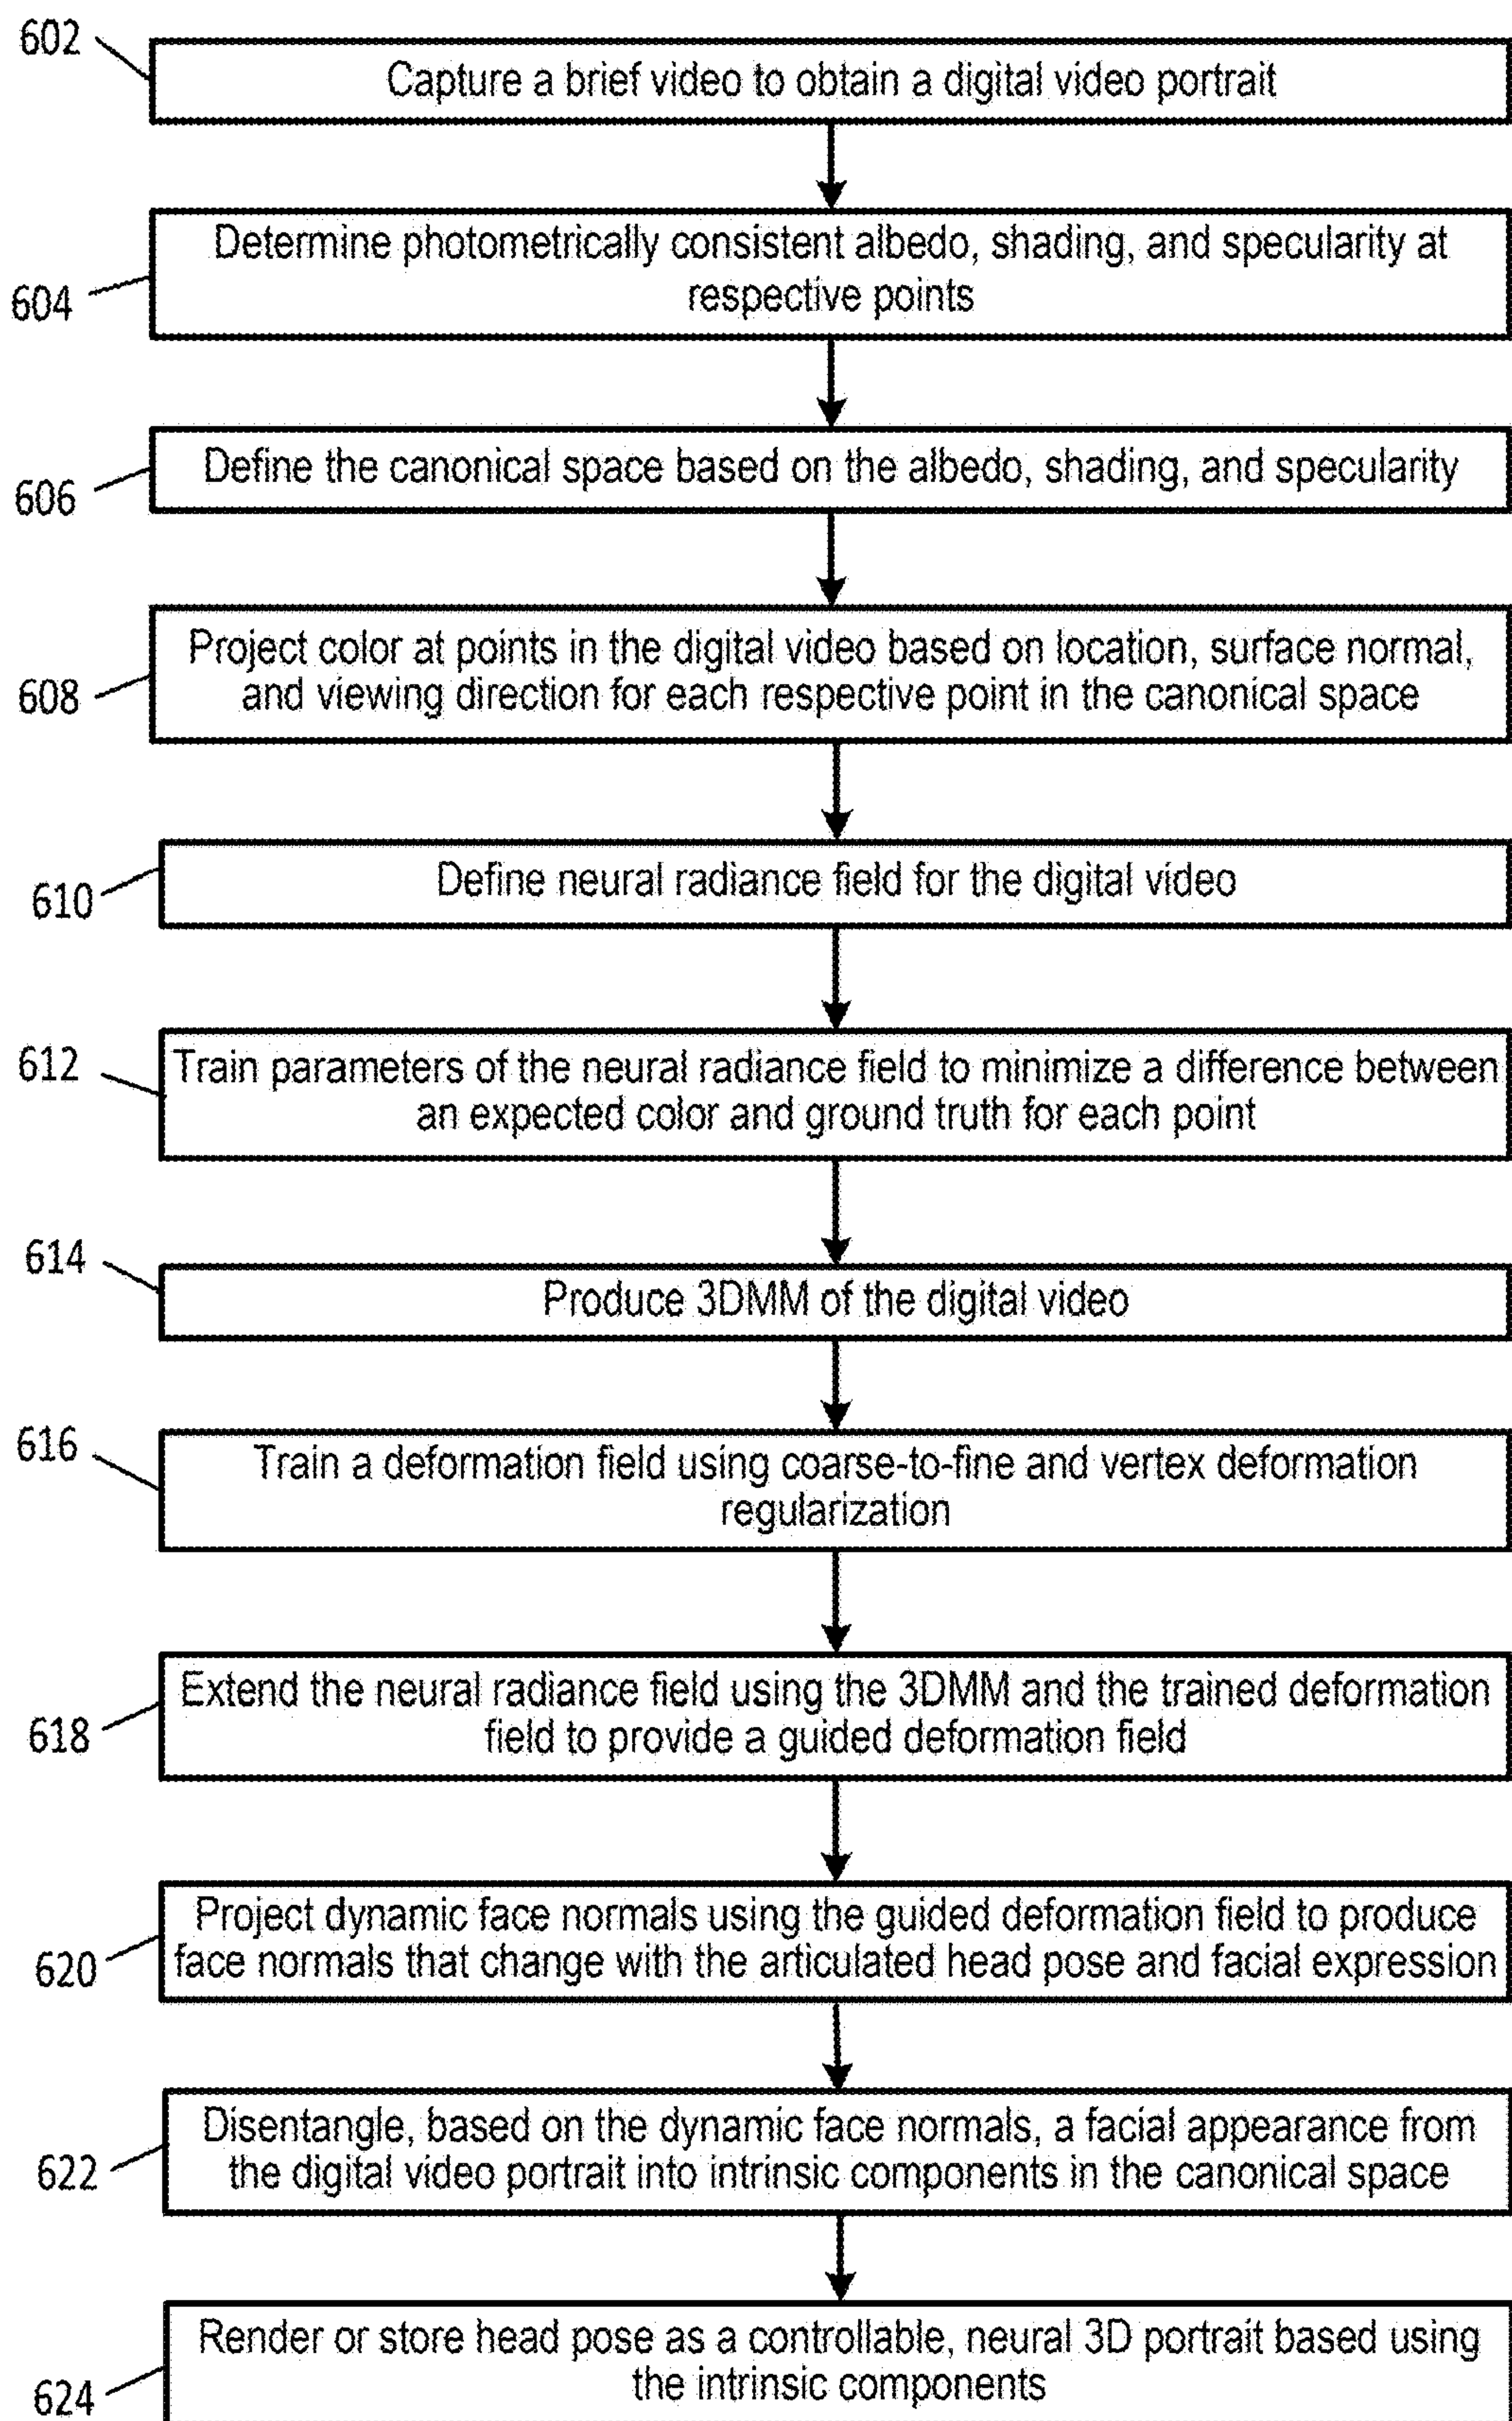 602
Capture a brief video to obtain a digital video portrait
604
Determine photometrically consistent albedo, shading, and specularity at
respective points
606
Define the canonical space based on the albedo, shading, and specularity
608
Project color at points in the digital video based on location, surface normal,
and viewing direction for each respective point in the canonical space
610
Define neural radiance field for the digital video
612
Train parameters of the neural radiance field to minimize a difference between
an expected color and ground truth for each point
614
Produce 3DMM of the digital video
616
Train a deformation field using coarse-to-fine and vertex deformation
regularization
618
Extend the neural radiance field using the 3DMM and the trained deformation
field to provide a guided deformation field
620
Project dynamic face normals using the guided deformation field to produce
face normals that change with the articulated head pose and facial expression
622
Disentangle, based on the dynamic face normals, a facial appearance from
the digital video portrait into intrinsic components in the canonical space
624
Render or store head pose as a controllable, neural 3D portrait based using
the intrinsic components